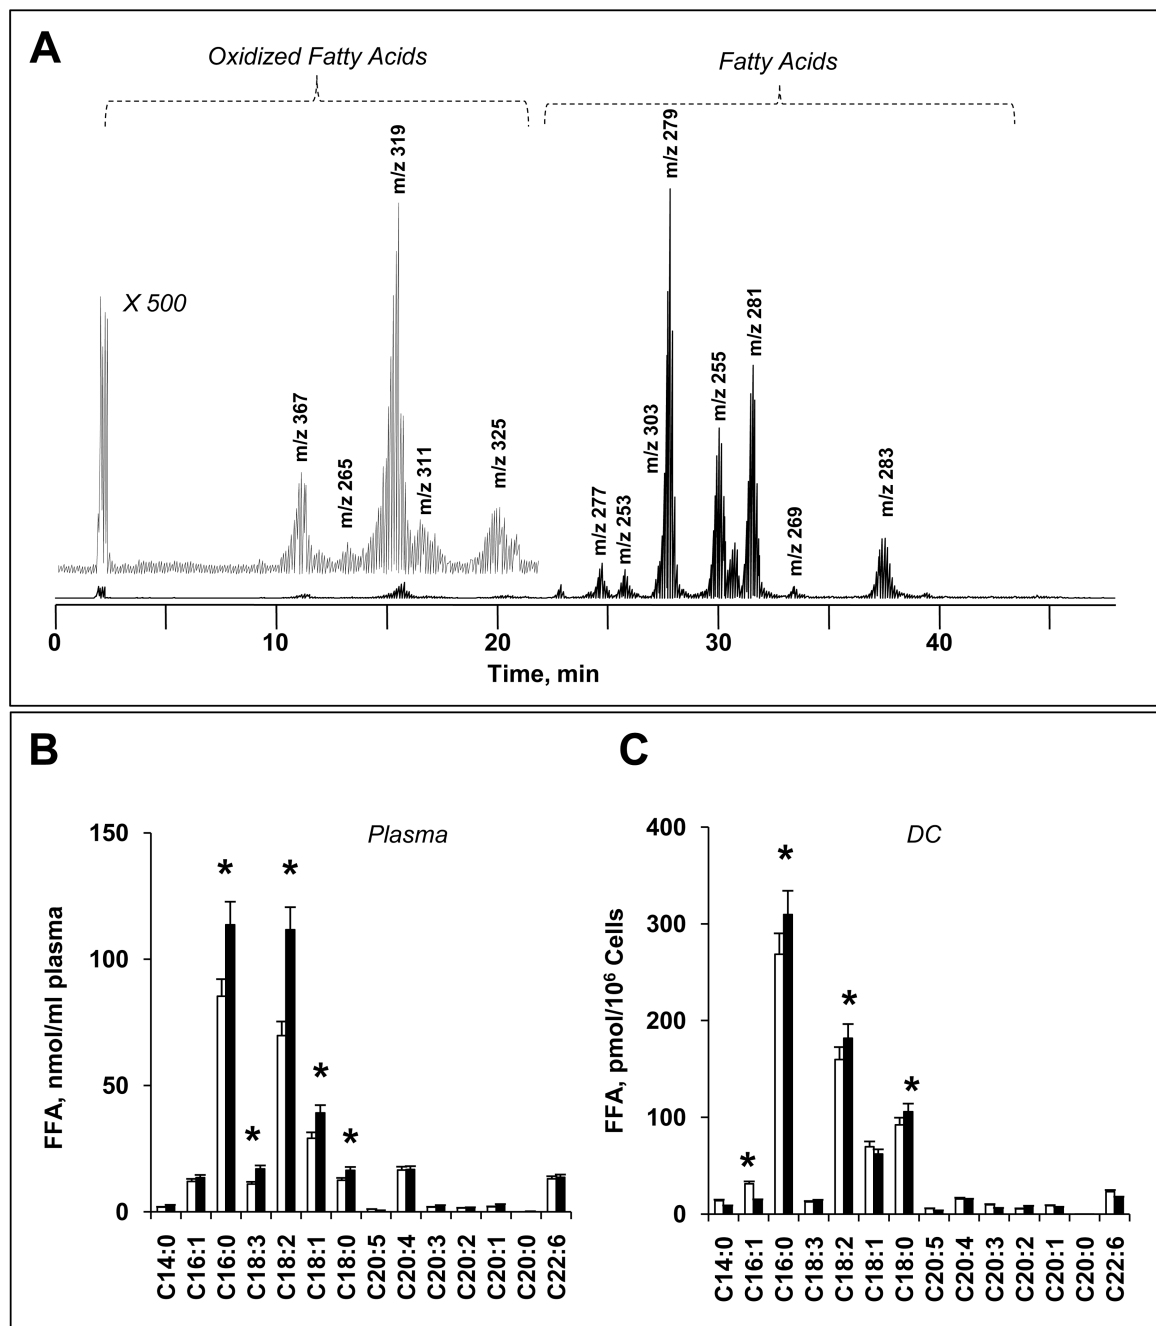 A
Oxidized Fatty Acids
Fatty Acids
X 500
m/z 367
m/z 265
m/z 319
m/z 311
m/z 325
m/z 277
m/z 253
m/z 303
m/z 279
m/z 255
m/z 281
m/z 269
m/z 283
0 10 20 30 40
Time, min
B
Plasma
FFA, nmol/ml plasma
150
100
50
0
* * * * *
C14:0 C16:1 C16:0 C18:3 C18:2 C18:1 C18:0 C20:5 C20:4 C20:3 C20:2 C20:1 C20:0 C22:6
C
DC
FFA, pmol/10⁶ Cells
400
300
200
100
0
* * * *
C14:0 C16:1 C16:0 C18:3 C18:2 C18:1 C18:0 C20:5 C20:4 C20:3 C20:2 C20:1 C20:0 C22:6